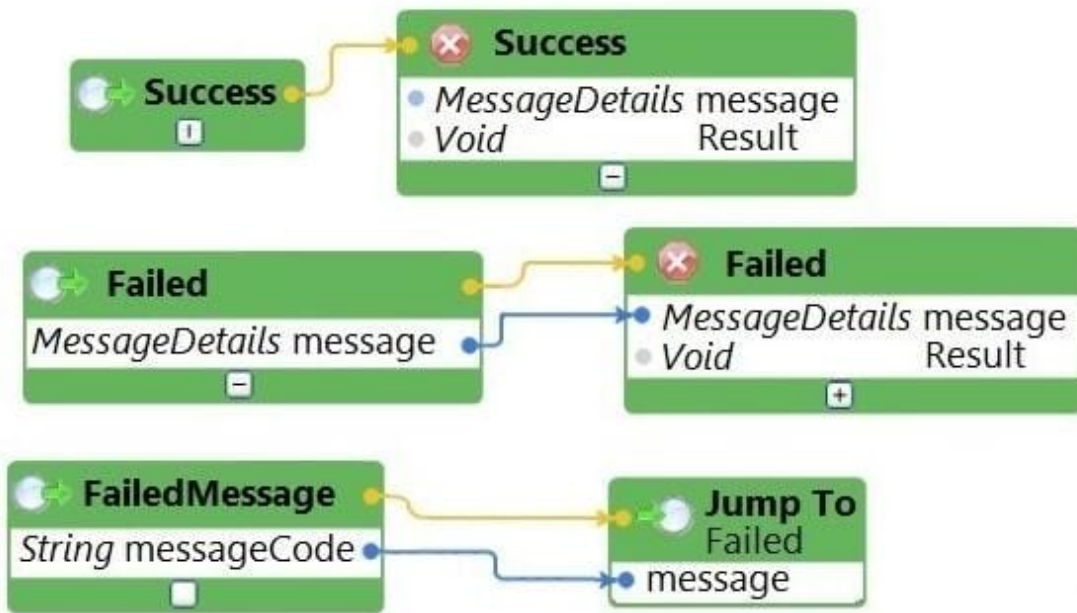 Success
Success
MessageDetails message
Void Result
Failed
MessageDetails message
Failed
MessageDetails message
Void Result
FailedMessage
String messageCode
Jump To
Failed
message